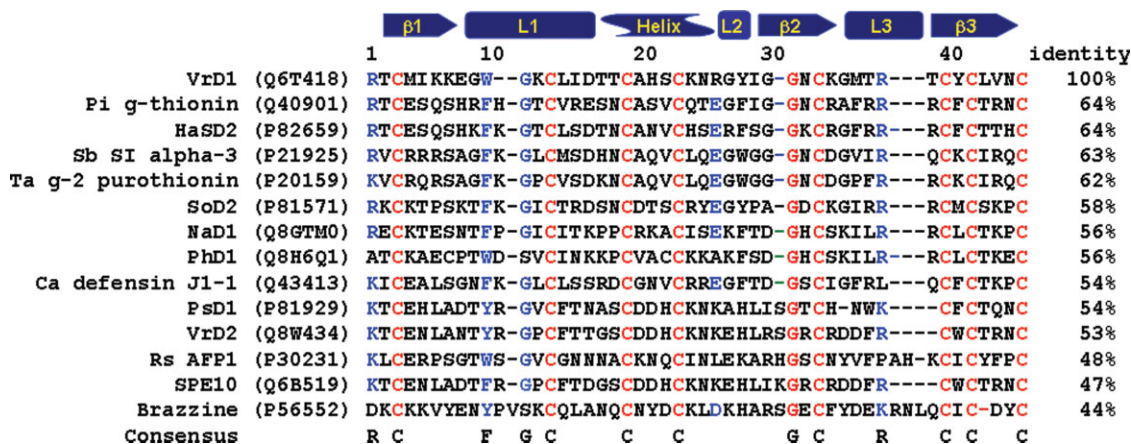 β1 L1 Helix L2 β2 L3 β3
1 10 20 30 40 identity
VrD1 (Q6T418) RTCMIKKEGW--GKCLIDTTCAHSCKNRGYIG-GNCKGMTR---TCYCLVNC 100%
Pi g-thionin (Q40901) RTCESQSHRFH-GTCVRESNCASVCQTEGFIG-GNCRAFRR---RCFCTRNC 64%
HaSD2 (P82659) RTCESQSHKFK-GTCLSDTNCANVCHSERFSG-GKCRGFRR---RCFCTTHC 64%
Sb SI alpha-3 (P21925) RVCRRRSAGFK-GLCMSDHNCAQVCLQEGWGG-GNCDGVIR---QCKCIRQC 63%
Ta g-2 purothionin (P20159) KVCRQRSAGFK-GPCVSDKNCAQVCLQEGWGG-GNCDGPFR---RCKCIRQC 62%
SoD2 (P81571) RKCKTPSKTFK-GICTRDSNCDTSCRYEGYPA-GDCKGIRR---RCMCSKPC 58%
NaD1 (Q8GTM0) RECKTESNTFP-GICITKPPCRKACISEKFTD-GHCSKILR---RCLCTKPC 56%
PhD1 (Q8H6Q1) ATCKAECPTWD-SVCINKKPCVACCKKAKFSD-GHCSKILR---RCLCTKEC 56%
Ca defensin J1-1 (Q43413) KICEALSGNFK-GLCLSSRDCGNVCRREGFTD-GSCIGFRL---QCFCTKPC 54%
PsD1 (P81929) KTCEHLADTYR-GVCFTNASCDDHCKNKAHLISGTCH-NWK----CFCTQNC 54%
VrD2 (Q8W434) KTCENLANTYR-GPCFTTGSCDDHCKNKEHLRSGRCRDDFR----CWCTRNC 53%
Rs AFP1 (P30231) KLCERPSGTWS-GVCGNNNACKNQCINLEKARHGSCNYVFPAH-KCICYFPC 48%
SPE10 (Q6B519) KTCENLADTFR-GPCFTDGSCDDHCKNKEHLIKGRCRDDFR----CWCTRNC 47%
Brazzine (P56552) DKCKKVYENYPVSKCQLANQCNYDCKLDKHARSGECFYDEKRNLQCIC-DYC 44%
Consensus R C F G C C C G C R C C C